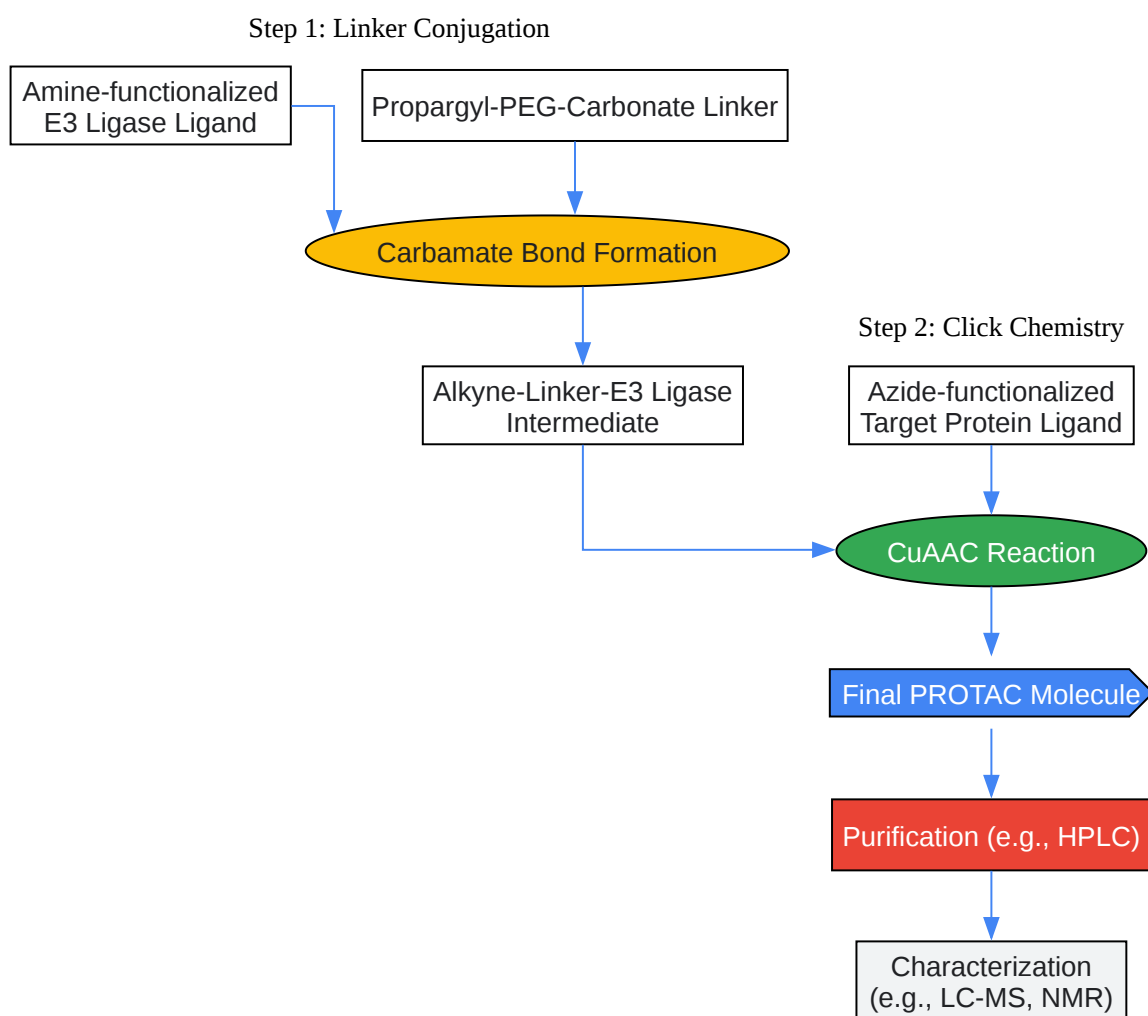 Step 1: Linker Conjugation
Amine-functionalized
E3 Ligase Ligand
Propargyl-PEG-Carbonate Linker
Carbamate Bond Formation
Step 2: Click Chemistry
Alkyne-Linker-E3 Ligase
Intermediate
Azide-functionalized
Target Protein Ligand
CuAAC Reaction
Final PROTAC Molecule
Purification (e.g., HPLC)
Characterization
(e.g., LC-MS, NMR)